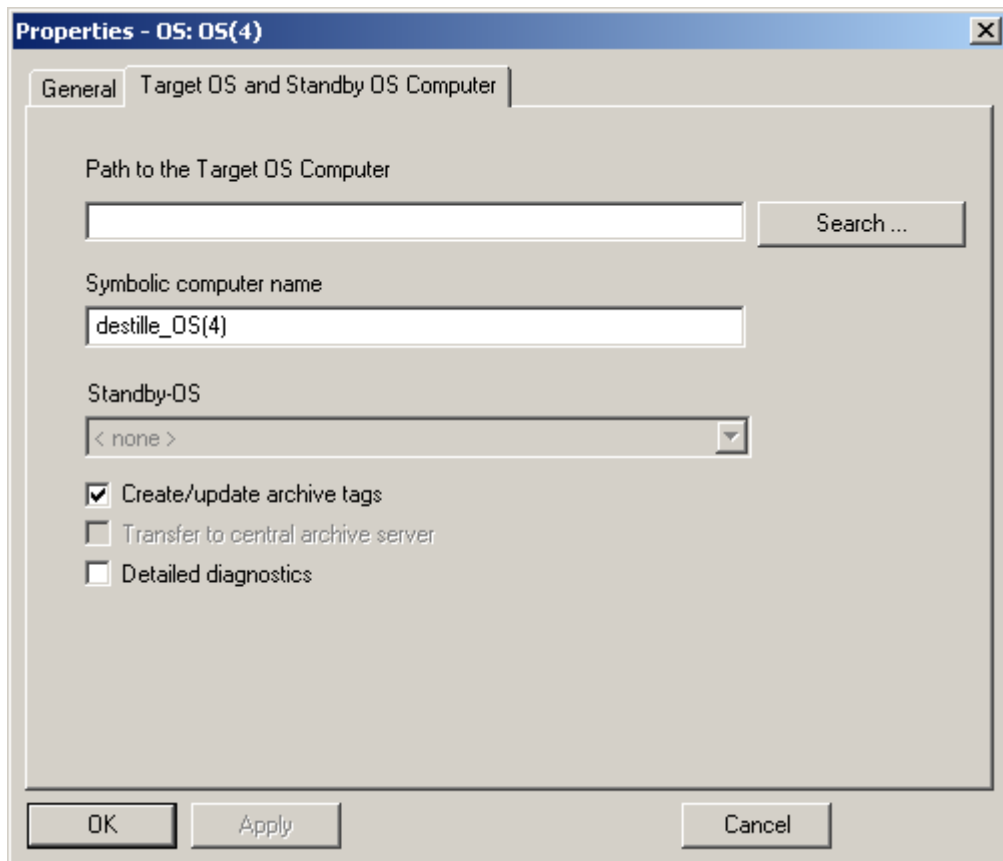 Properties - OS: OS(4)
General
Target OS and Standby OS Computer
Path to the Target OS Computer
Search ...
Symbolic computer name
destille_OS(4)
Standby-OS
< none >
Create/update archive tags
Transfer to central archive server
Detailed diagnostics
OK
Apply
Cancel